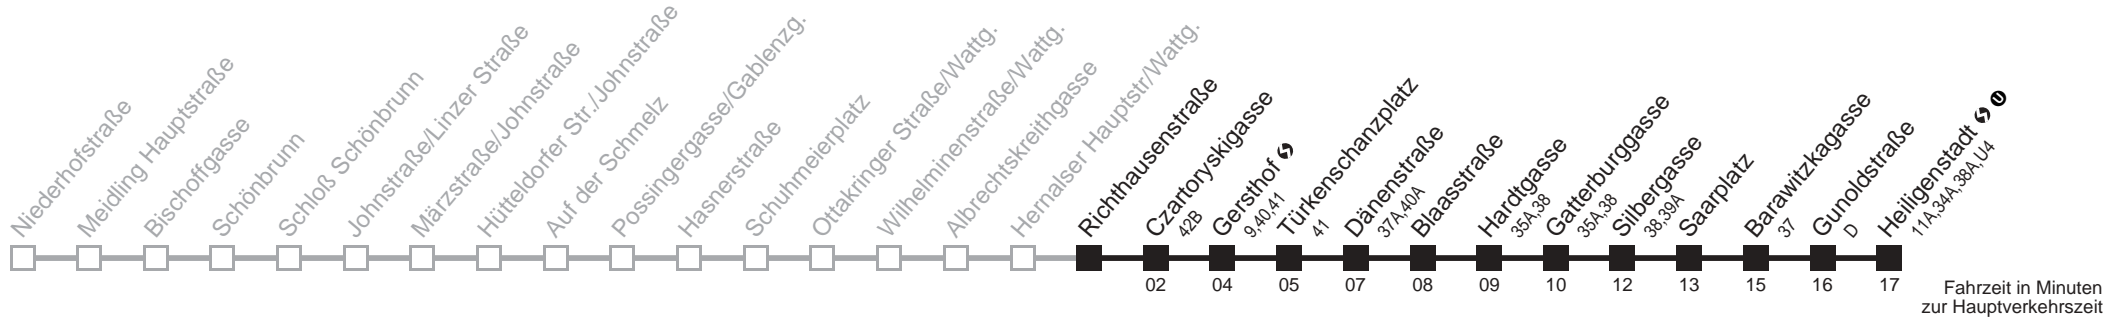 Niederhofstraße
Meidling Hauptstraße
Bischoffgasse
Schönbrunn
Schloß Schönbrunn
Johnstraße/Linzer Straße
Märzstraße/Johnstraße
Hütteldorfer Str./Johnstraße
Auf der Schmelz
Possingergasse/Gablenzg.
Hasnerstraße
Schuhmeierplatz
Ottakringer Straße/Wattg.
Wilhelminenstraße/Wattg.
Albrechtskreithgasse
Hernalser Hauptstr/Wattg.
Richthausenstraße
Czartoryskigasse
42B
02
Gersthof
9,40,41
04
Türkenschanzplatz
41
05
Dänenstraße
37A,40A
07
Blaasstraße
08
Hardtgasse
35A,38
09
Gatterburggasse
35A,38
10
Silbergasse
38,39A
12
Saarplatz
13
Barawitzkagasse
37
15
Gunoldstraße
D
16
Heiligenstadt U
11A,34A,38A,U4
17
Fahrzeit in Minuten
zur Hauptverkehrszeit